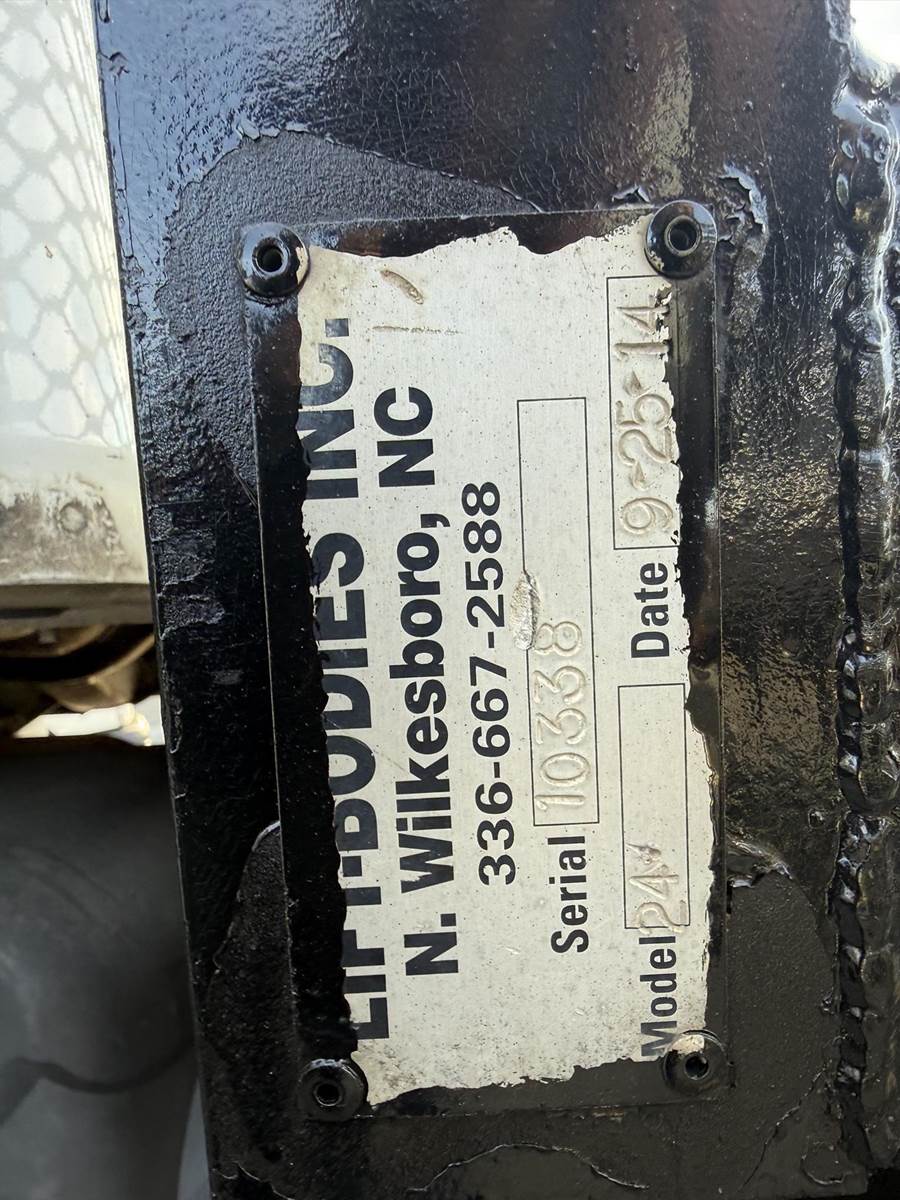 LIFT-BODIES INC.
N. Wilkesboro, NC
336-667-2588
Serial 10338
Model 24' Date 9-25-14